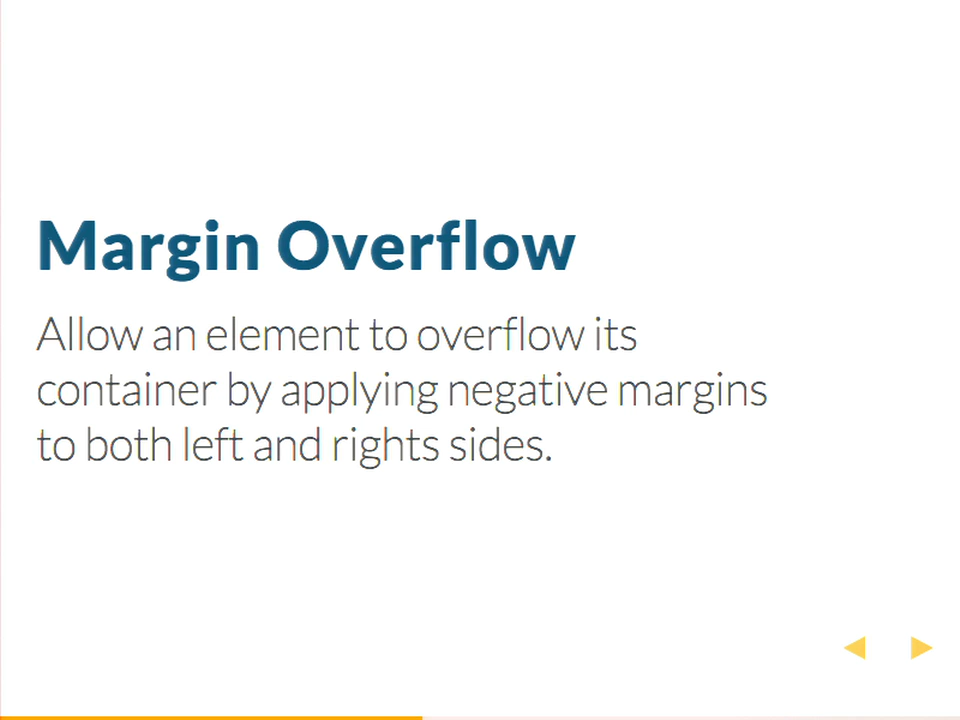 Margin Overflow
Allow an element to overflow its
container by applying negative margins
to both left and rights sides.